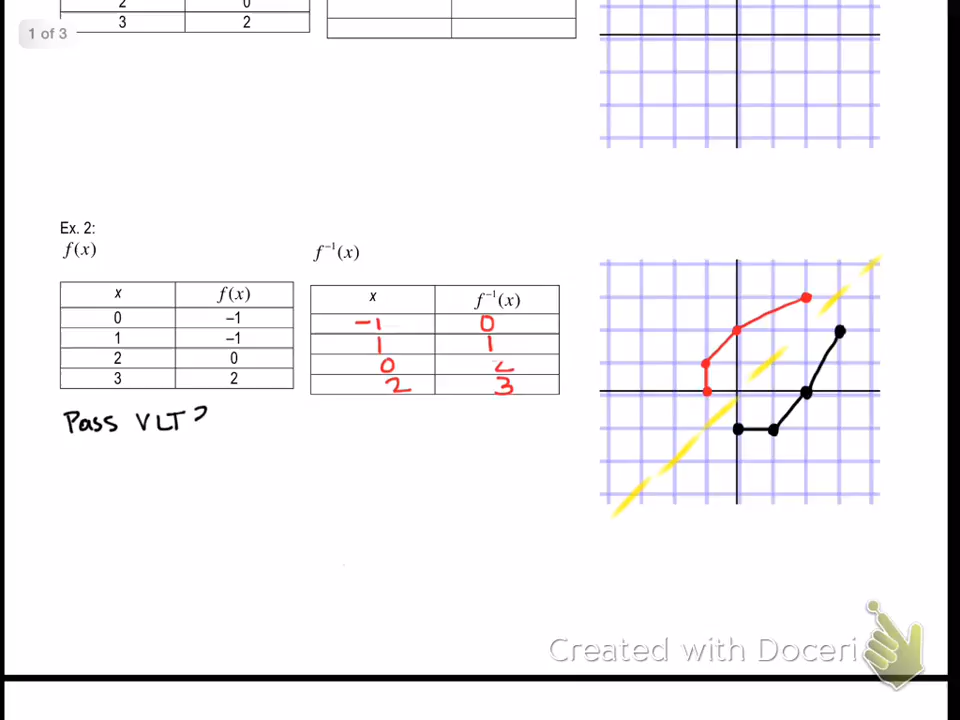 2 0
3 2
1 of 3
Ex. 2:
f(x)
f⁻¹(x)
x f(x)
0 –1
1 –1
2 0
3 2
x f⁻¹(x)
-1 0
1 1
0 2
2 3
Pass VLT?
Created with Doceri